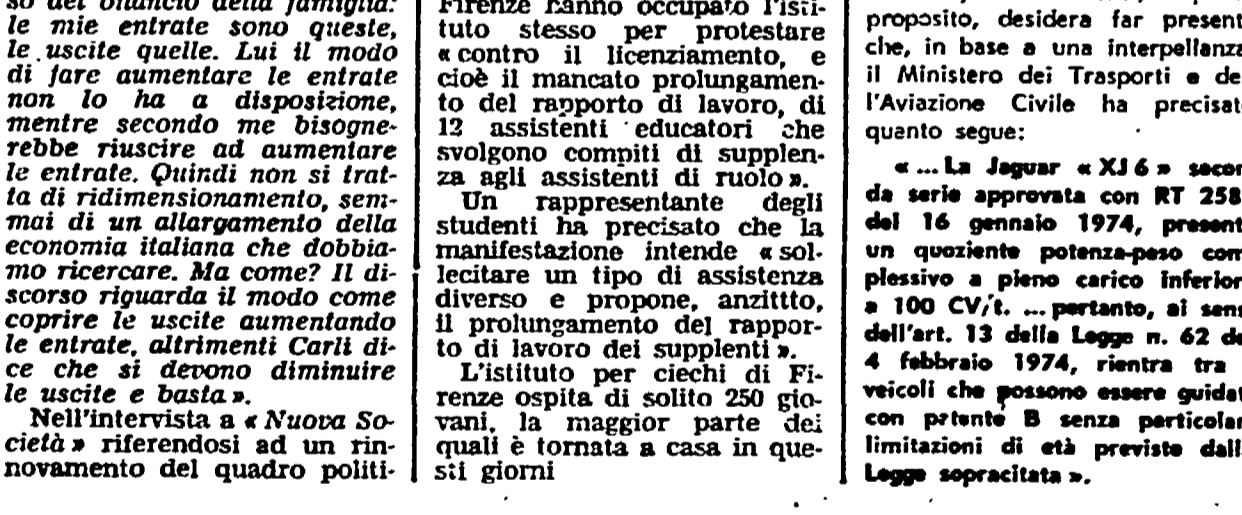 so del bilancio della famiglia:
le mie entrate sono queste,
le uscite quelle. Lui il modo
di fare aumentare le entrate
non lo ha a disposizione,
mentre secondo me bisogne-
rebbe riuscire ad aumentare
le entrate. Quindi non si trat-
ta di ridimensionamento, sem-
mai di un allargamento della
economia italiana che dobbia-
mo ricercare. Ma come? Il di-
scorso riguarda il modo come
coprire le uscite aumentando
le entrate, altrimenti Carli di-
ce che si devono diminuire
le uscite e basta».
Nell'intervista a «Nuova So-
cietà» riferendosi ad un rin-
novamento del quadro politi-
Firenze hanno occupato l'isti-
tuto stesso per protestare
«contro il licenziamento, e
cioè il mancato prolungamen-
to del rapporto di lavoro, di
12 assistenti educatori che
svolgono compiti di supplen-
za agli assistenti di ruolo».
Un rappresentante degli
studenti ha precisato che la
manifestazione intende «sol-
lecitare un tipo di assistenza
diverso e propone, anzittto,
il prolungamento del rappor-
to di lavoro dei supplenti».
L'istituto per ciechi di Fi-
renze ospita di solito 250 gio-
vani, la maggior parte dei
quali è tornata a casa in que-
sti giorni
proposito, desidera far present
che, in base a una interpellanza
il Ministero dei Trasporti e de
l'Aviazione Civile ha precisat
quanto segue:
«... La Jaguar «XJ 6» secon
da serie approvata con RT 258
del 16 gennaio 1974, present
un quoziente potenza-peso com
plessivo a pieno carico inferior
a 100 CV/t. ... pertanto, ai sens
dell'art. 13 della Legge n. 62 de
4 febbraio 1974, rientra tra
veicoli che possono essere guidat
con patente B senza particolar
limitazioni di età previste dall
Legge sopracitata».